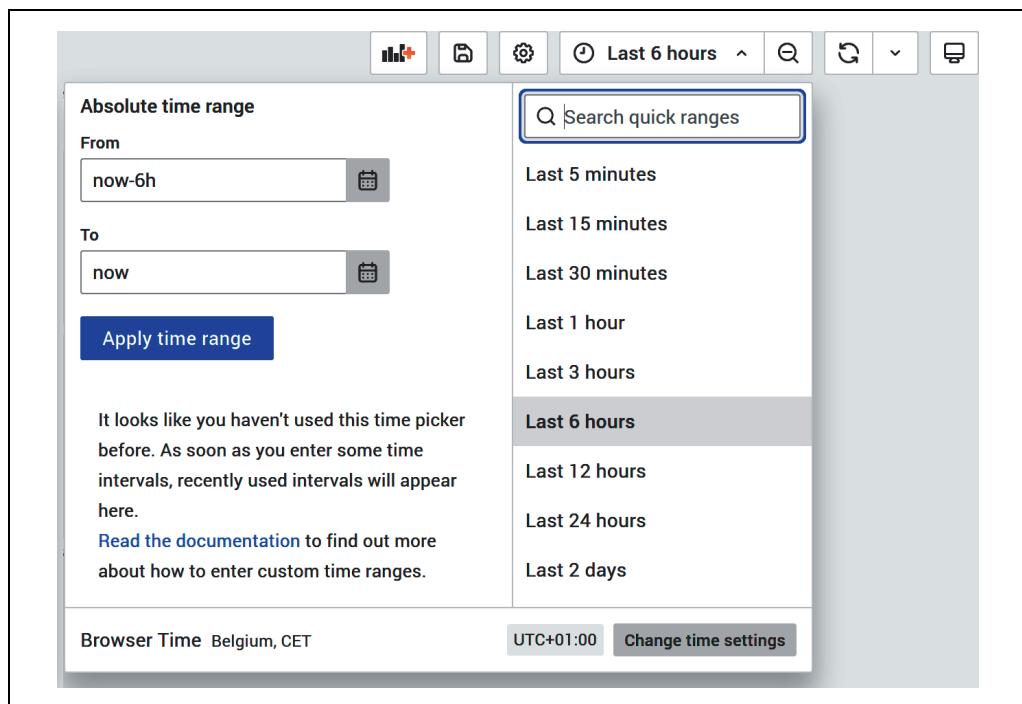 Last 6 hours
Absolute time range
From
now-6h
To
now
Apply time range
It looks like you haven't used this time picker
before. As soon as you enter some time
intervals, recently used intervals will appear
here.
Read the documentation to find out more
about how to enter custom time ranges.
Search quick ranges
Last 5 minutes
Last 15 minutes
Last 30 minutes
Last 1 hour
Last 3 hours
Last 6 hours
Last 12 hours
Last 24 hours
Last 2 days
Browser Time Belgium, CET
UTC+01:00 Change time settings